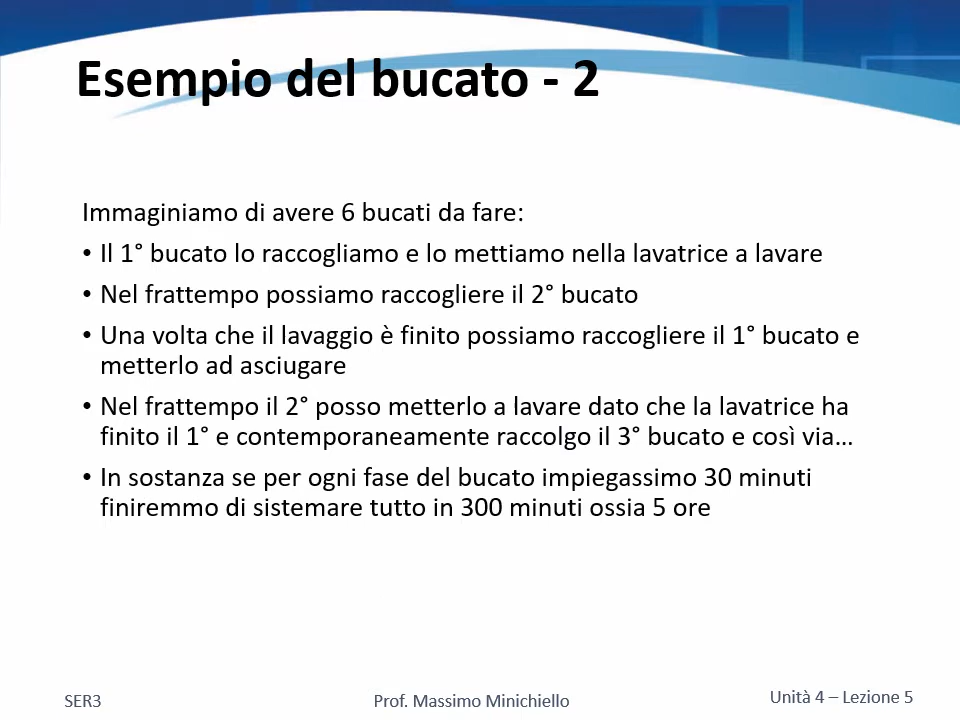 Esempio del bucato - 2
Immaginiamo di avere 6 bucati da fare:
• Il 1° bucato lo raccogliamo e lo mettiamo nella lavatrice a lavare
• Nel frattempo possiamo raccogliere il 2° bucato
• Una volta che il lavaggio è finito possiamo raccogliere il 1° bucato e
metterlo ad asciugare
• Nel frattempo il 2° posso metterlo a lavare dato che la lavatrice ha
finito il 1° e contemporaneamente raccolgo il 3° bucato e così via…
• In sostanza se per ogni fase del bucato impiegassimo 30 minuti
finiremmo di sistemare tutto in 300 minuti ossia 5 ore
SER3
Prof. Massimo Minichiello
Unità 4 – Lezione 5